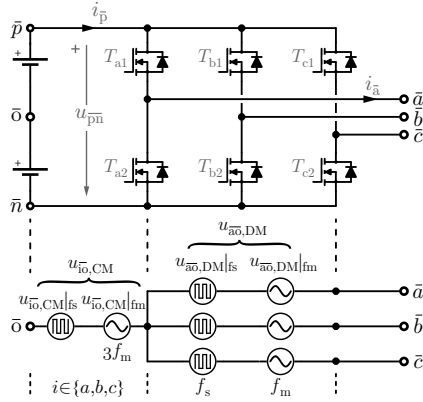 p̄ i_p̄
+ + T_a1 T_b1 T_c1
i_ā ā
ō u_p̄n̄ b̄
c̄
+ T_a2 T_b2 T_c2
n̄
u_āō,DM
u_īō,CM u_āō,DM|fs u_āō,DM|fm
ā
u_īō,CM|fs u_īō,CM|fm
ō b̄
3f_m
c̄
i∈{a,b,c} f_s f_m